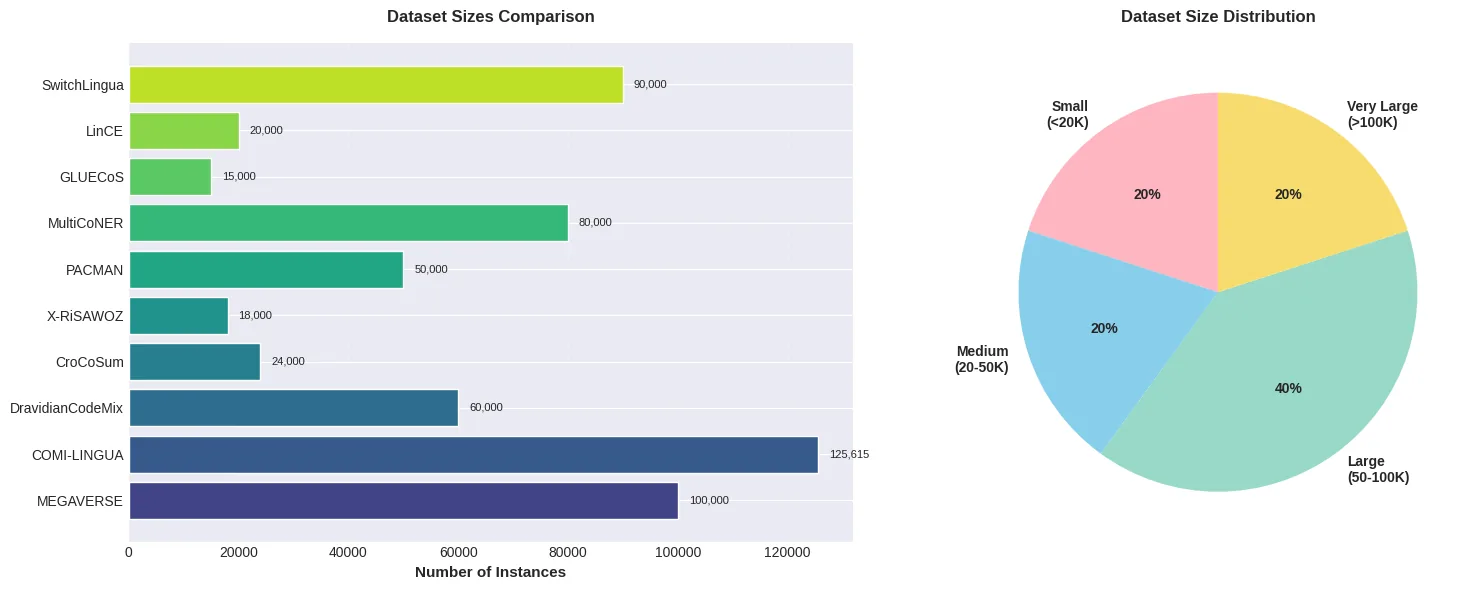 Dataset Sizes Comparison
SwitchLingua
90,000
LinCE
20,000
GLUECoS
15,000
MultiCoNER
80,000
PACMAN
50,000
X-RiSAWOZ
18,000
CroCoSum
24,000
DravidianCodeMix
60,000
COMI-LINGUA
125,615
MEGAVERSE
100,000
0 20000 40000 60000 80000 100000 120000
Number of Instances
Dataset Size Distribution
Small
(<20K)
20%
Very Large
(>100K)
20%
Medium
(20-50K)
20%
Large
(50-100K)
40%